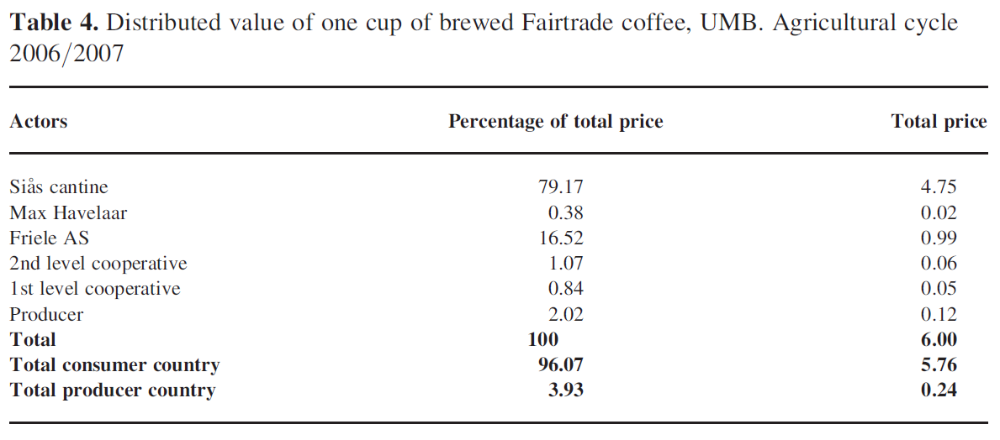 Table 4. Distributed value of one cup of brewed Fairtrade coffee, UMB. Agricultural cycle
2006/2007
Actors Percentage of total price Total price
Siås cantine 79.17 4.75
Max Havelaar 0.38 0.02
Friele AS 16.52 0.99
2nd level cooperative 1.07 0.06
1st level cooperative 0.84 0.05
Producer 2.02 0.12
Total 100 6.00
Total consumer country 96.07 5.76
Total producer country 3.93 0.24